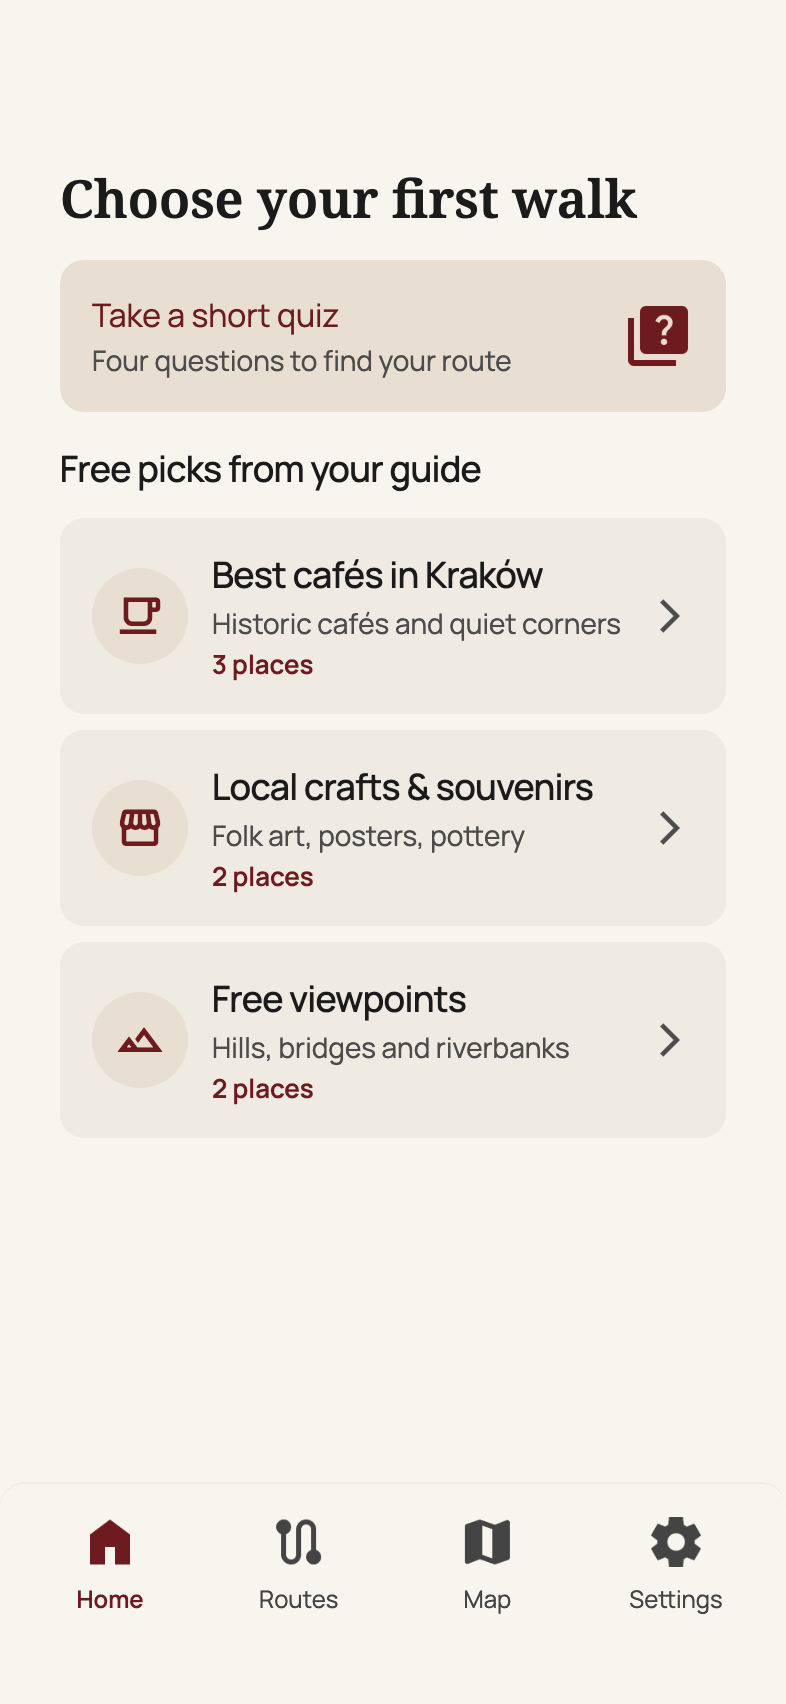 Choose your first walk
Take a short quiz
Four questions to find your route
?
Free picks from your guide
Best cafés in Kraków
Historic cafés and quiet corners
3 places
Local crafts & souvenirs
Folk art, posters, pottery
2 places
Free viewpoints
Hills, bridges and riverbanks
2 places
Home
Routes
Map
Settings